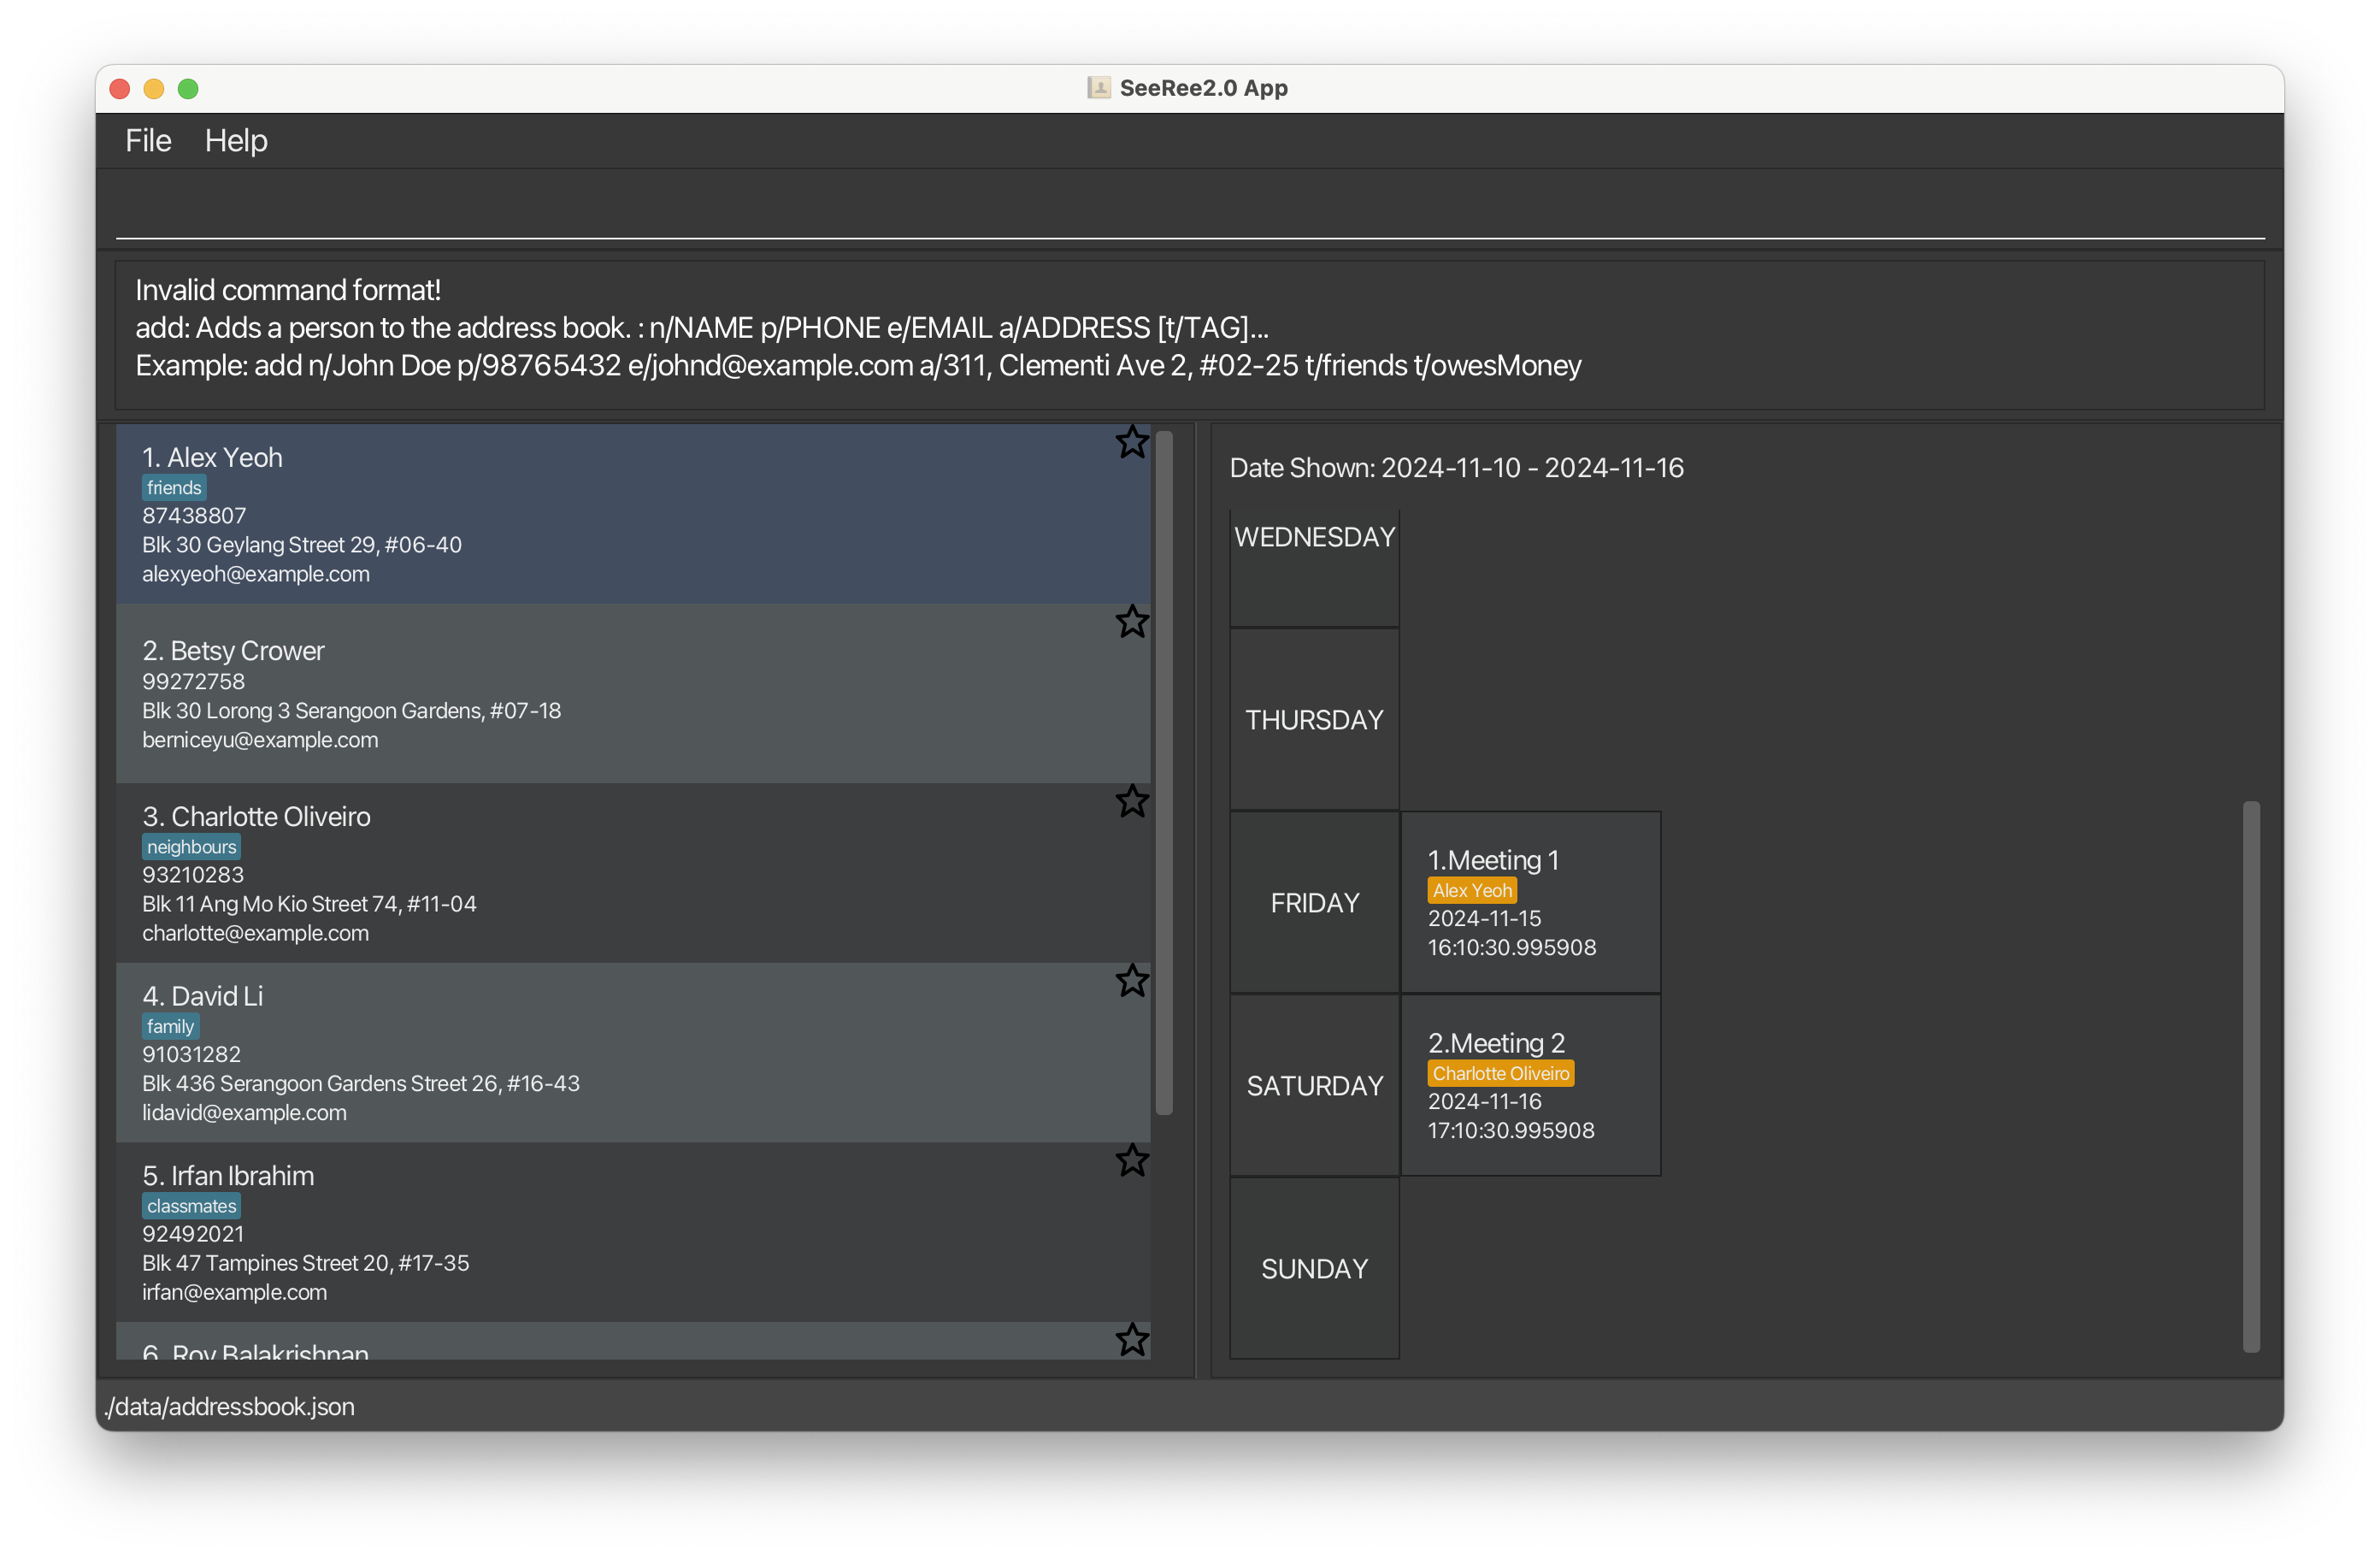 SeeRee2.0 App
File Help
Invalid command format!
add: Adds a person to the address book. : n/NAME p/PHONE e/EMAIL a/ADDRESS [t/TAG]...
Example: add n/John Doe p/98765432 e/johnd@example.com a/311, Clementi Ave 2, #02-25 t/friends t/owesMoney
1. Alex Yeoh
friends
87438807
Blk 30 Geylang Street 29, #06-40
alexyeoh@example.com
2. Betsy Crower
99272758
Blk 30 Lorong 3 Serangoon Gardens, #07-18
berniceyu@example.com
3. Charlotte Oliveiro
neighbours
93210283
Blk 11 Ang Mo Kio Street 74, #11-04
charlotte@example.com
4. David Li
family
91031282
Blk 436 Serangoon Gardens Street 26, #16-43
lidavid@example.com
5. Irfan Ibrahim
classmates
92492021
Blk 47 Tampines Street 20, #17-35
irfan@example.com
6. Roy Balakrishnan
Date Shown: 2024-11-10 - 2024-11-16
WEDNESDAY
THURSDAY
FRIDAY
1.Meeting 1
Alex Yeoh
2024-11-15
16:10:30.995908
SATURDAY
2.Meeting 2
Charlotte Oliveiro
2024-11-16
17:10:30.995908
SUNDAY
./data/addressbook.json